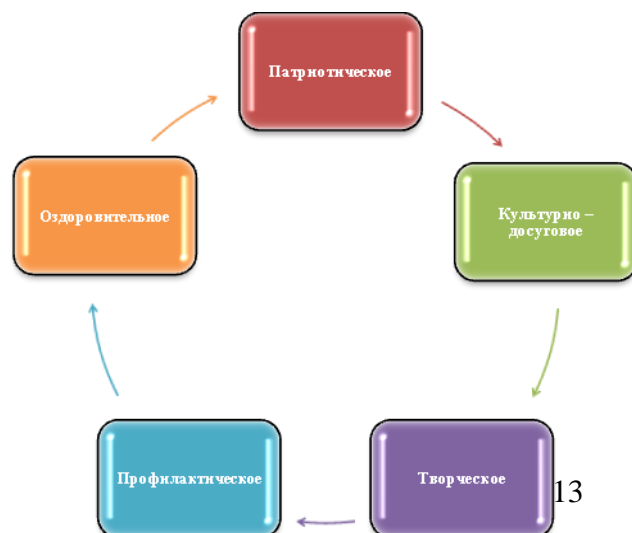 Патриотическое
Культурно –
досуговое
Творческое
Профилактическое
Оздоровительное
13